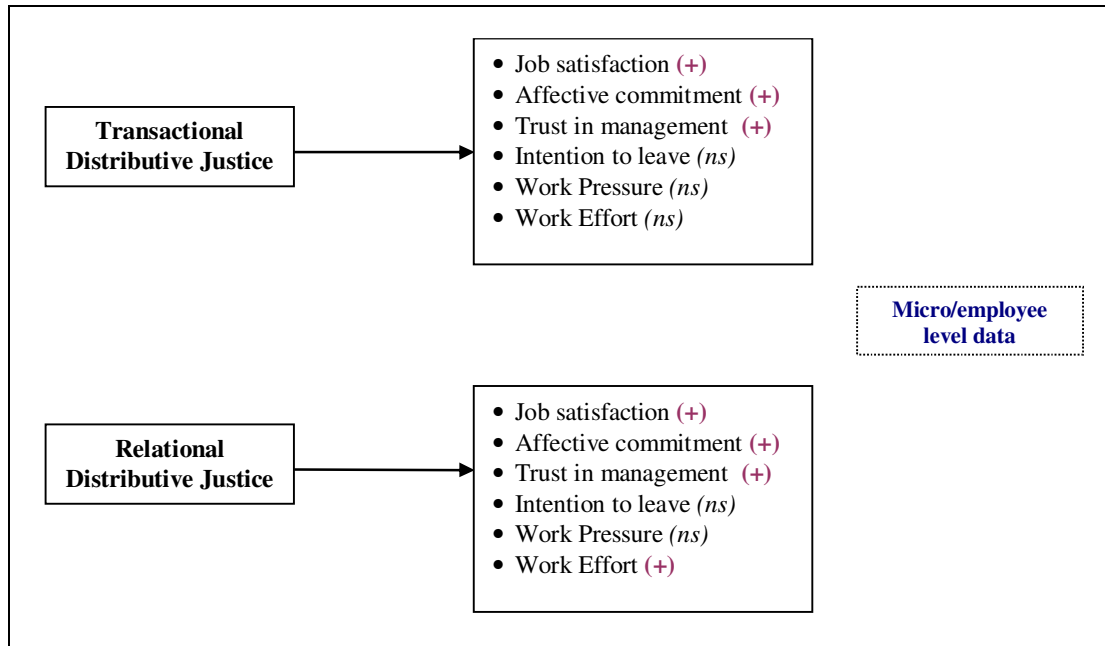 Transactional
Distributive Justice
• Job satisfaction (+)
• Affective commitment (+)
• Trust in management (+)
• Intention to leave (ns)
• Work Pressure (ns)
• Work Effort (ns)
Micro/employee
level data
Relational
Distributive Justice
• Job satisfaction (+)
• Affective commitment (+)
• Trust in management (+)
• Intention to leave (ns)
• Work Pressure (ns)
• Work Effort (+)